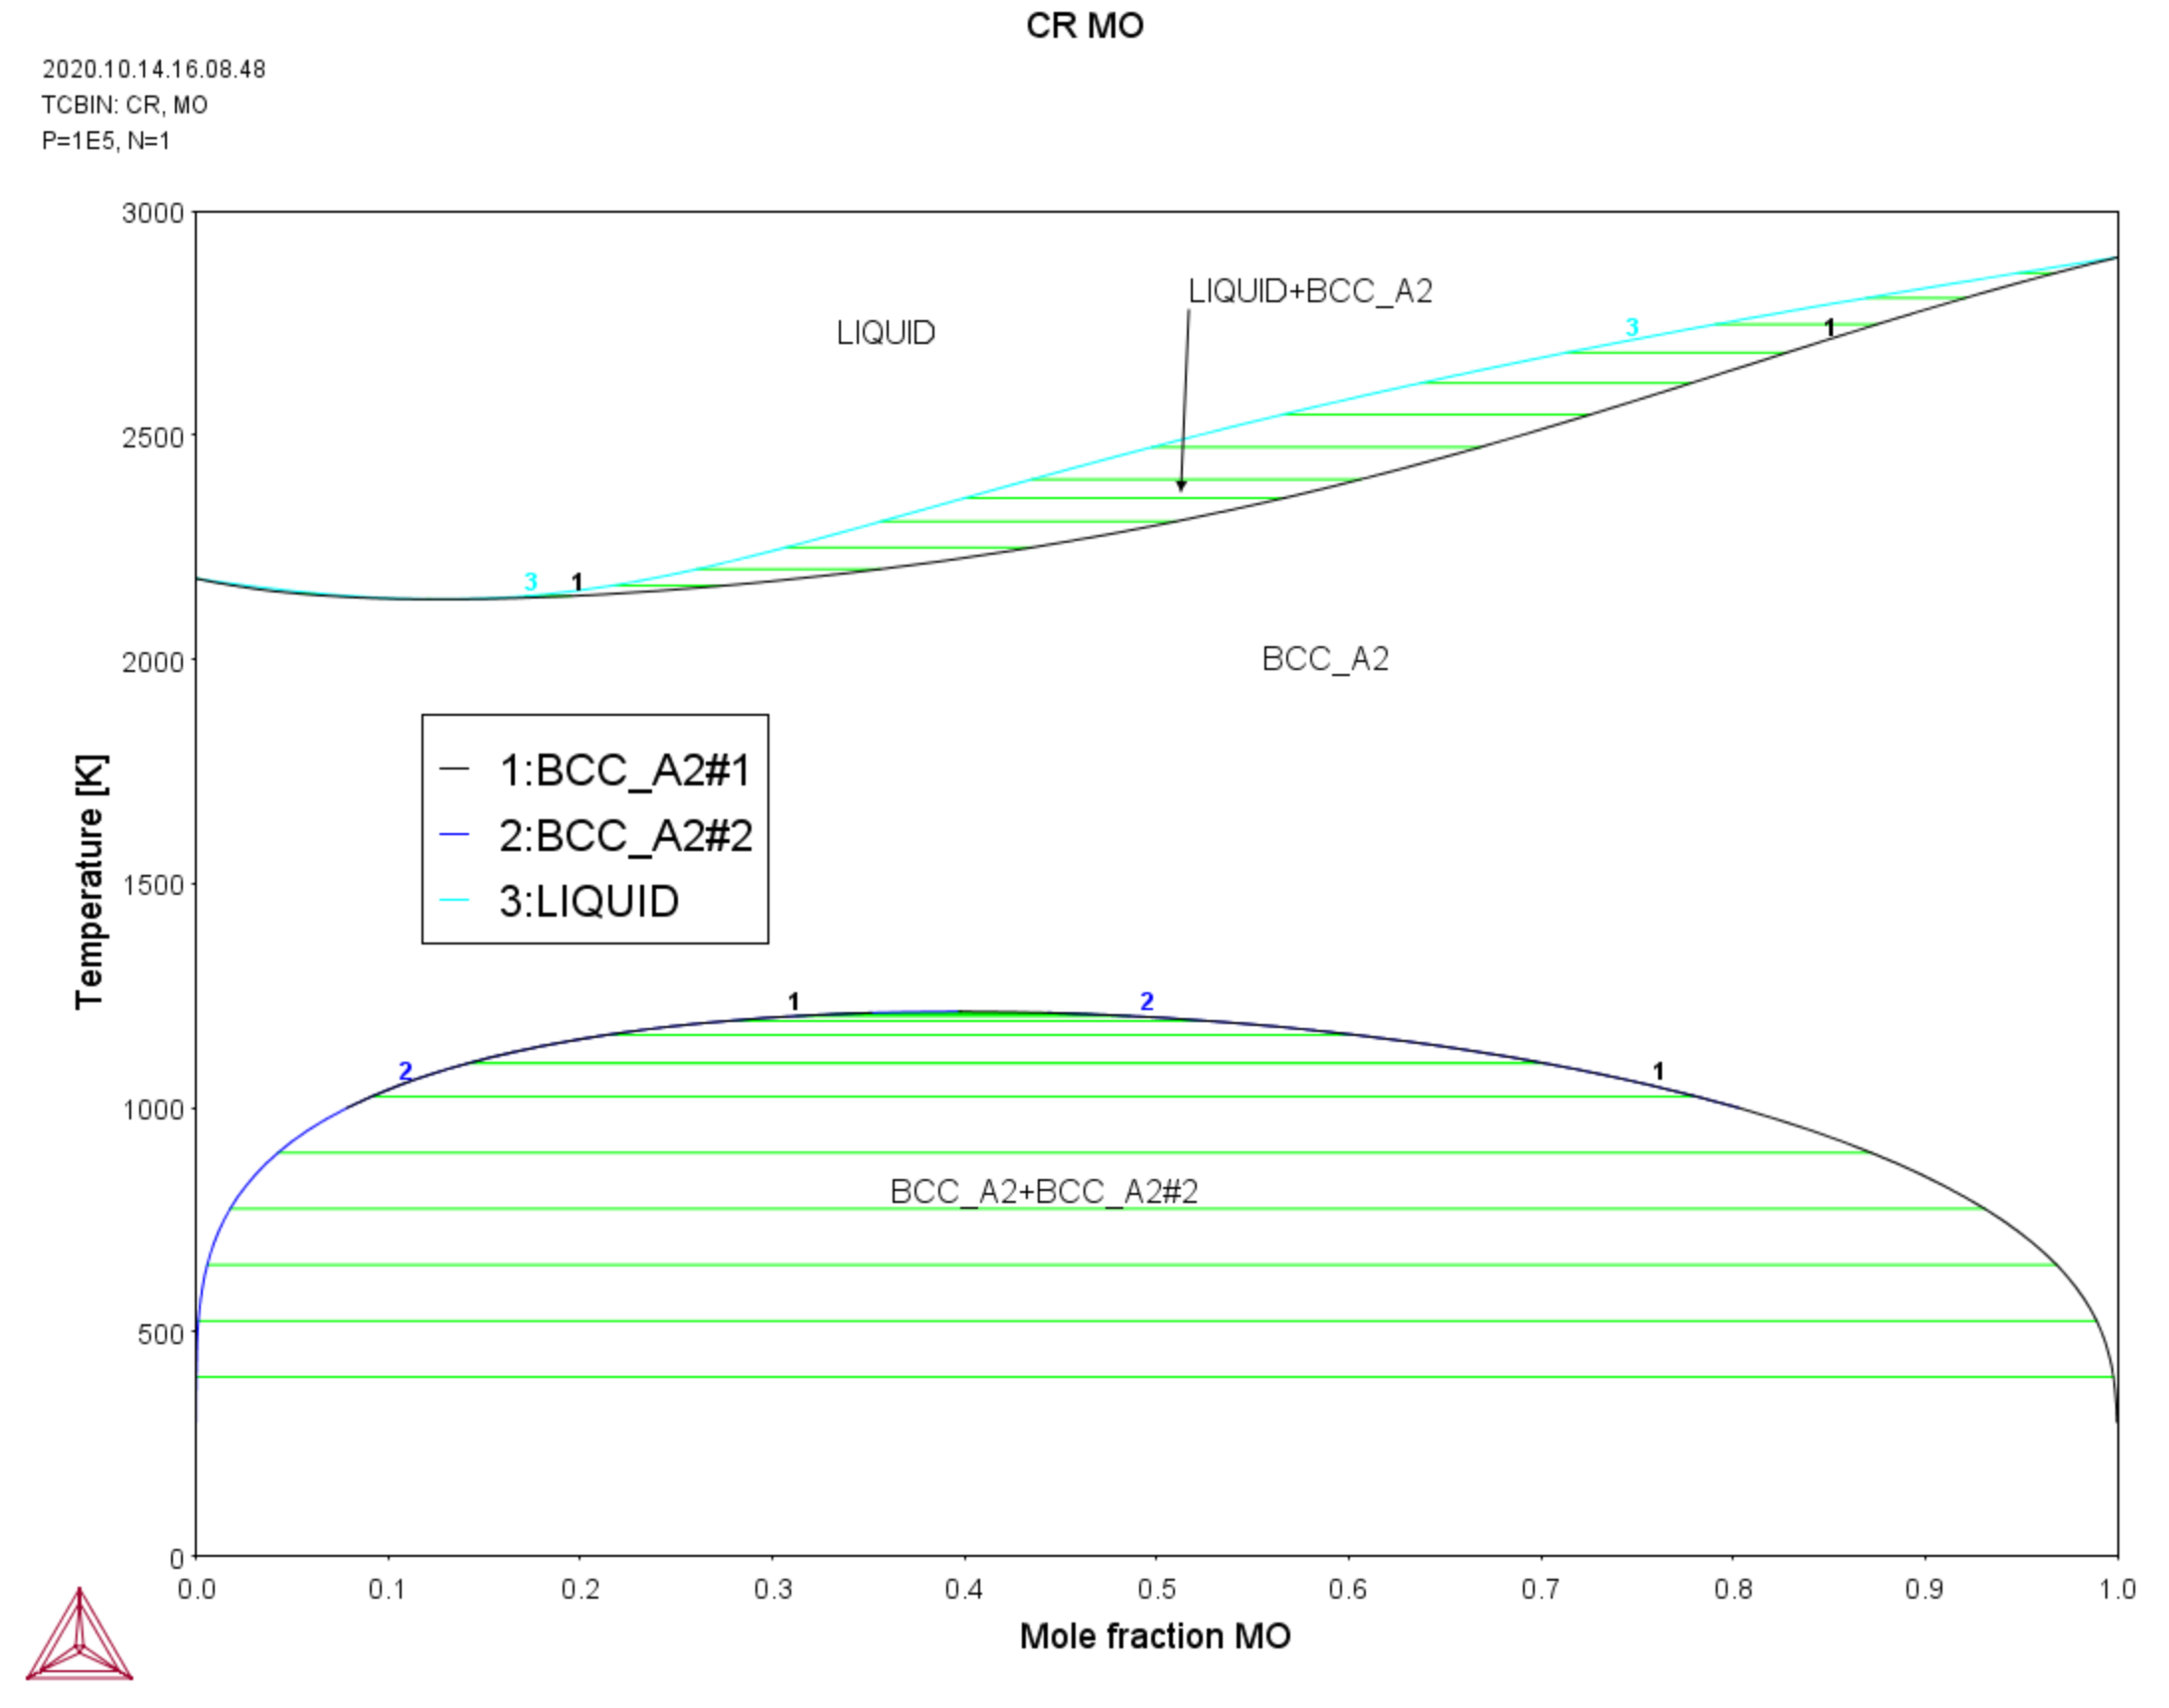 CR MO
2020.10.14.16.08.48
TCBIN: CR, MO
P=1E5, N=1
3000
LIQUID+BCC_A2
LIQUID
3
1
2500
3
1
2000
BCC_A2
1:BCC_A2#1
2:BCC_A2#2
3:LIQUID
Temperature [K]
1500
1
2
2
1
1000
BCC_A2+BCC_A2#2
500
0
0.0 0.1 0.2 0.3 0.4 0.5 0.6 0.7 0.8 0.9 1.0
Mole fraction MO